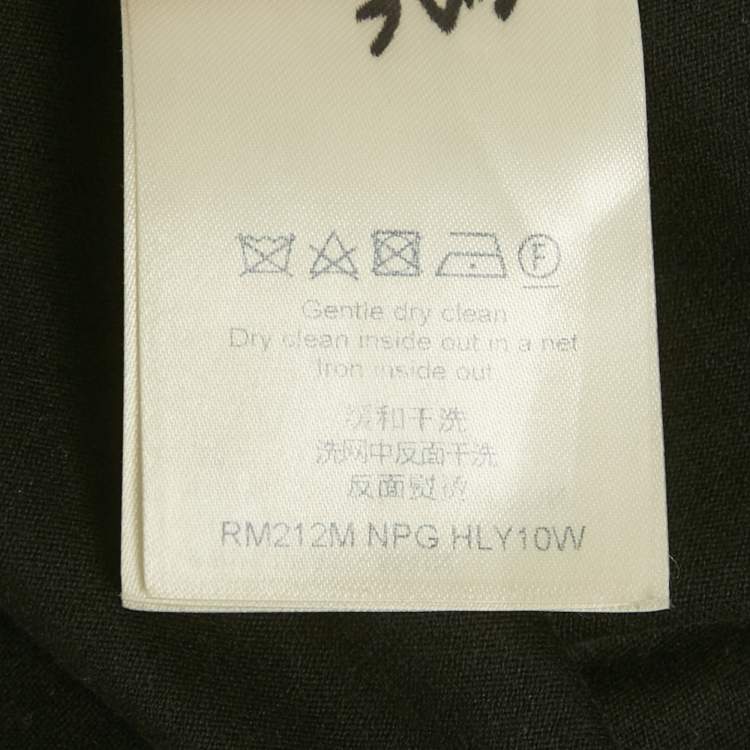 F
Gentle dry clean
Dry clean inside out in a net
Iron inside out
缓和干洗
洗网中反面干洗
反面熨烫
RM212M NPG HLY10W